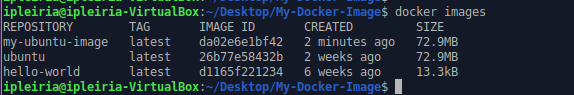 ipleiria@ipleiria-VirtualBox:~/Desktop/My-Docker-Image$ docker images
REPOSITORY TAG IMAGE ID CREATED SIZE
my-ubuntu-image latest da02e6e1bf42 2 minutes ago 72.9MB
ubuntu latest 26b77e58432b 2 weeks ago 72.9MB
hello-world latest d1165f221234 6 weeks ago 13.3kB
ipleiria@ipleiria-VirtualBox:~/Desktop/My-Docker-Image$